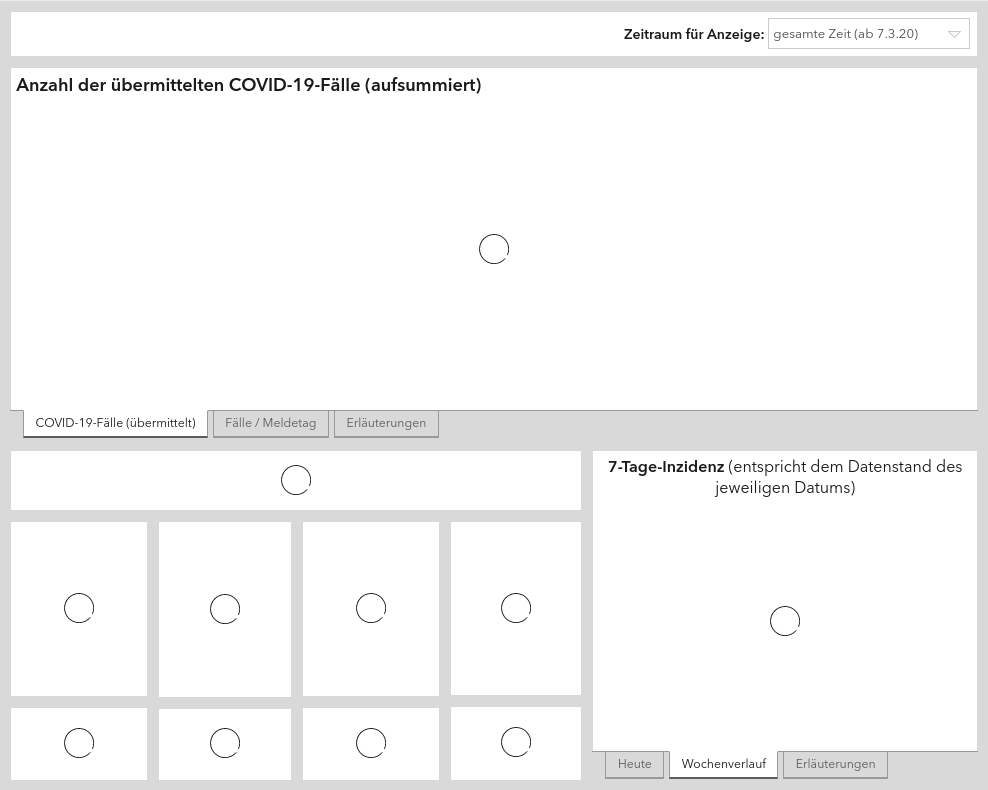 Zeitraum für Anzeige: gesamte Zeit (ab 7.3.20)
Anzahl der übermittelten COVID-19-Fälle (aufsummiert)
COVID-19-Fälle (übermittelt) Fälle / Meldetag Erläuterungen
7-Tage-Inzidenz (entspricht dem Datenstand des
jeweiligen Datums)
Heute Wochenverlauf Erläuterungen